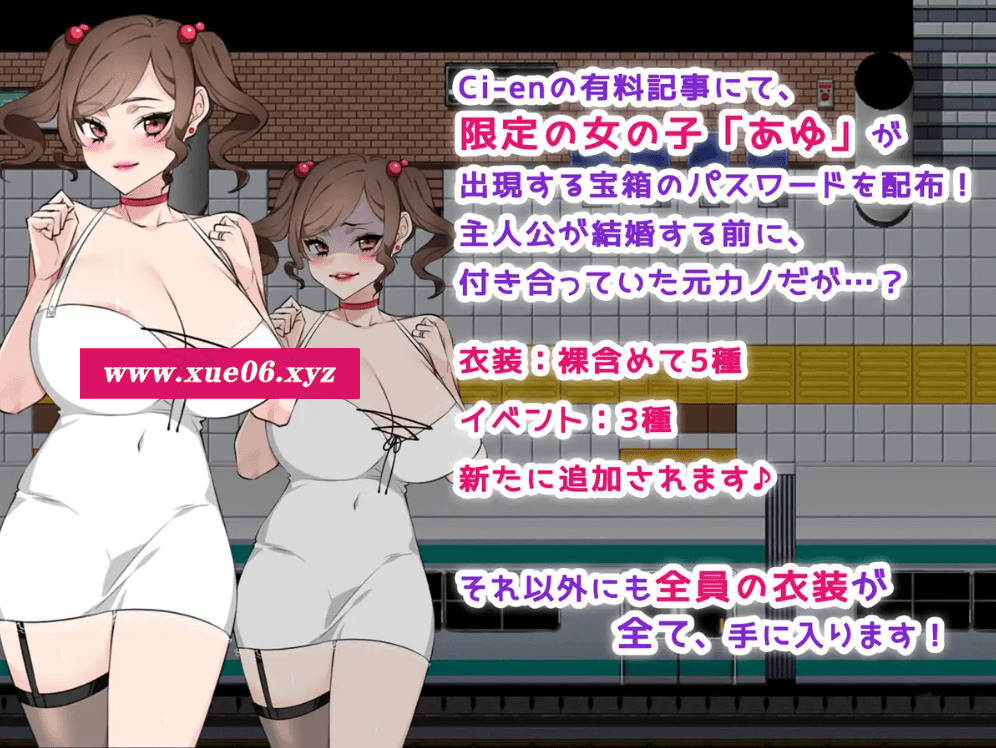 Ci-enの有料記事にて、
限定の女の子「あゆ」が
出現する宝箱のパスワードを配布！
主人公が結婚する前に、
付き合っていた元カノだが…？
www.xue06.xyz
衣装：裸含めて5種
イベント：3種
新たに追加されます♪
それ以外にも全員の衣装が
全て、手に入ります！